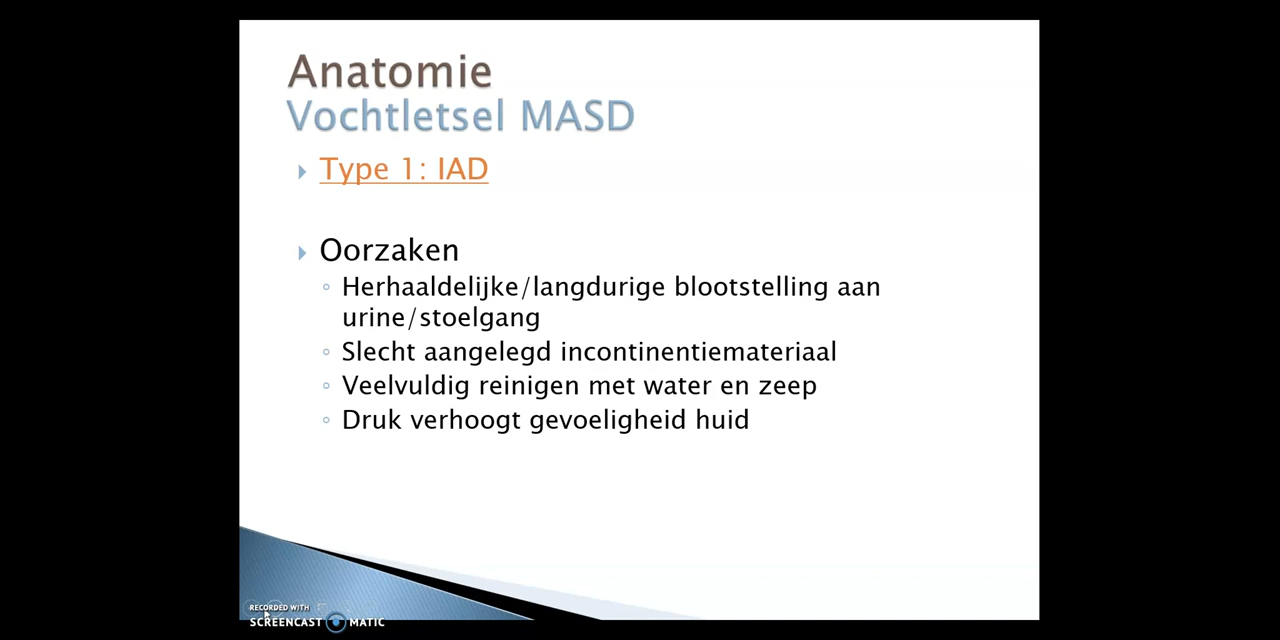 Anatomie
Vochtletsel MASD
Type 1: IAD
Oorzaken
Herhaaldelijke/langdurige blootstelling aan
urine/stoelgang
Slecht aangelegd incontinentiemateriaal
Veelvuldig reinigen met water en zeep
Druk verhoogt gevoeligheid huid
RECORDED WITH
SCREENCAST MATIC